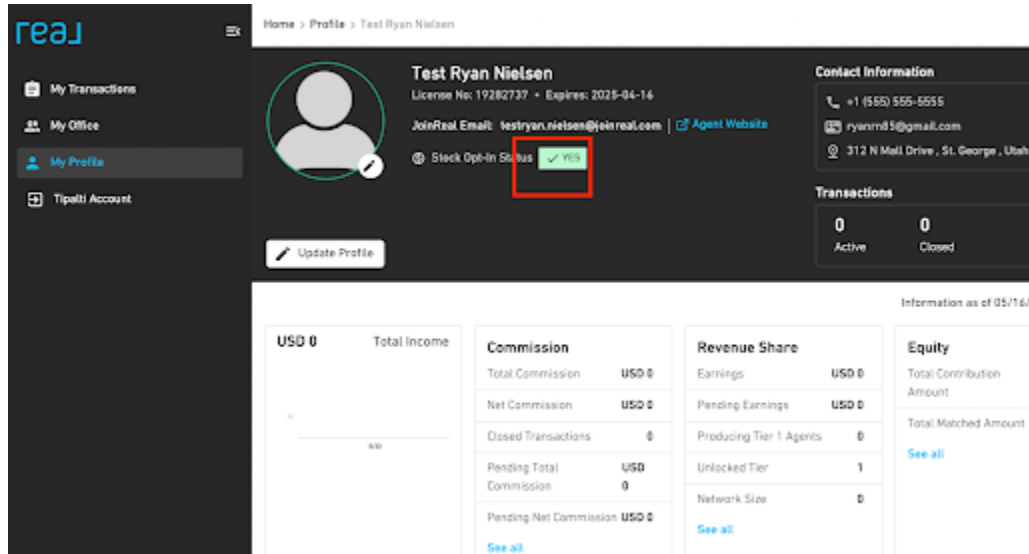 real
Home > Profile > Test Ryan Nielsen
My Transactions
My Office
My Profile
Tipalti Account
Test Ryan Nielsen
License No: 19282737 • Expires: 2025-04-16
JoinReal Email: testryan.nielsen@joinreal.com | Agent Website
Stock Opt-In Status YES
Update Profile
Contact Information
+1 (555) 555-5555
ryanrn85@gmail.com
312 N Mall Drive , St. George , Utah
Transactions
0 0
Active Closed
Information as of 05/16/
USD 0 Total Income
Commission
Total Commission USD 0
Net Commission USD 0
Closed Transactions 0
Pending Total Commission USD 0
Pending Net Commission USD 0
See all
Revenue Share
Earnings USD 0
Pending Earnings USD 0
Producing Tier 1 Agents 0
Unlocked Tier 1
Network Size 0
See all
Equity
Total Contribution
Amount
Total Matched Amount
See all